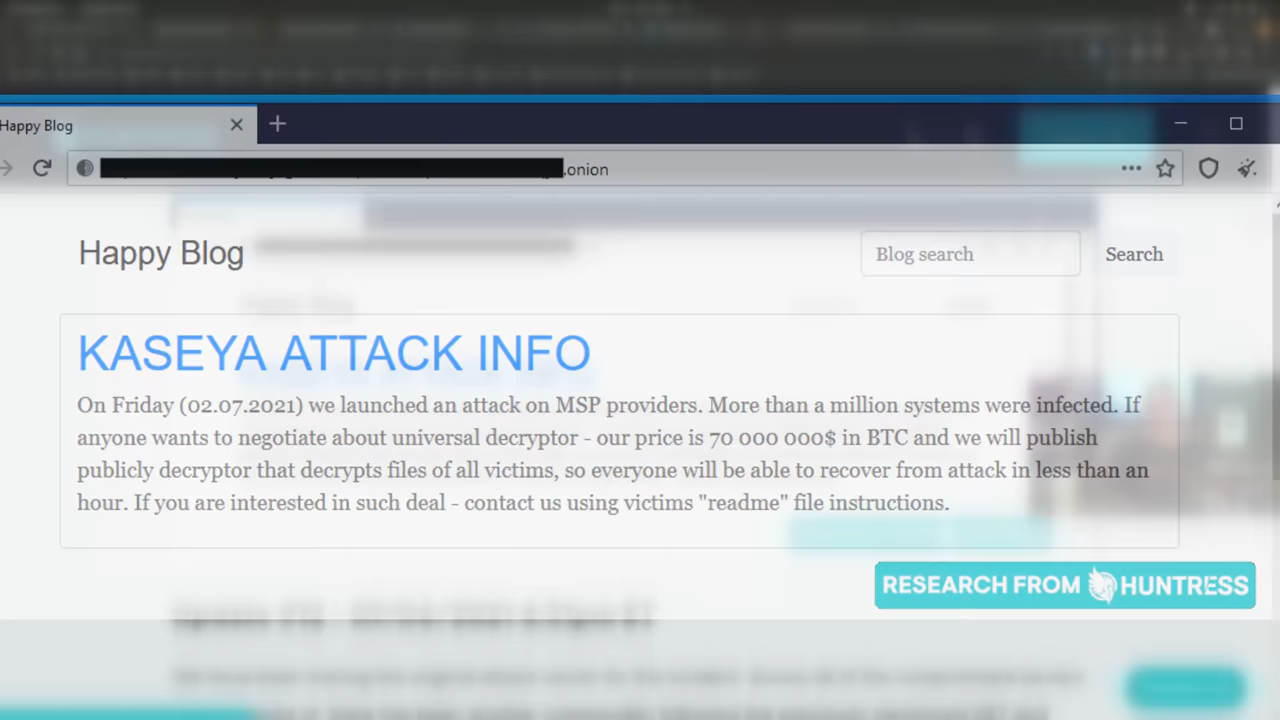 Happy Blog
.onion
Happy Blog
Blog search
Search
KASEYA ATTACK INFO
On Friday (02.07.2021) we launched an attack on MSP providers. More than a million systems were infected. If
anyone wants to negotiate about universal decryptor - our price is 70 000 000$ in BTC and we will publish
publicly decryptor that decrypts files of all victims, so everyone will be able to recover from attack in less than an
hour. If you are interested in such deal - contact us using victims "readme" file instructions.
RESEARCH FROM HUNTRESS